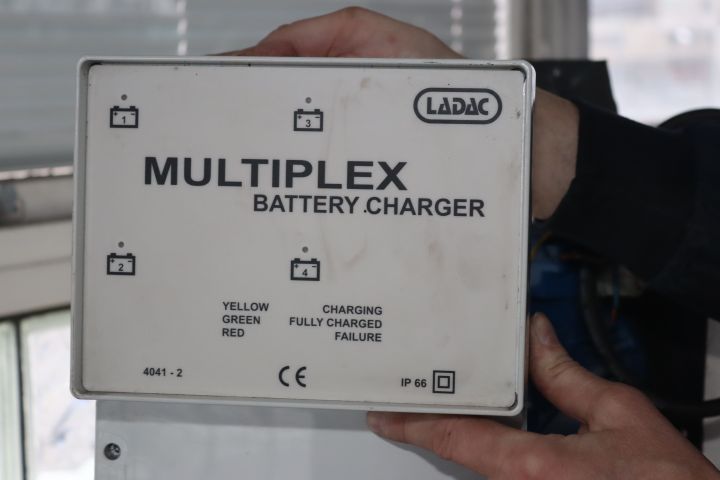 LADAC
1
3
MULTIPLEX
BATTERY CHARGER
2
4
YELLOW CHARGING
GREEN FULLY CHARGED
RED FAILURE
4041 - 2
CE
IP 66